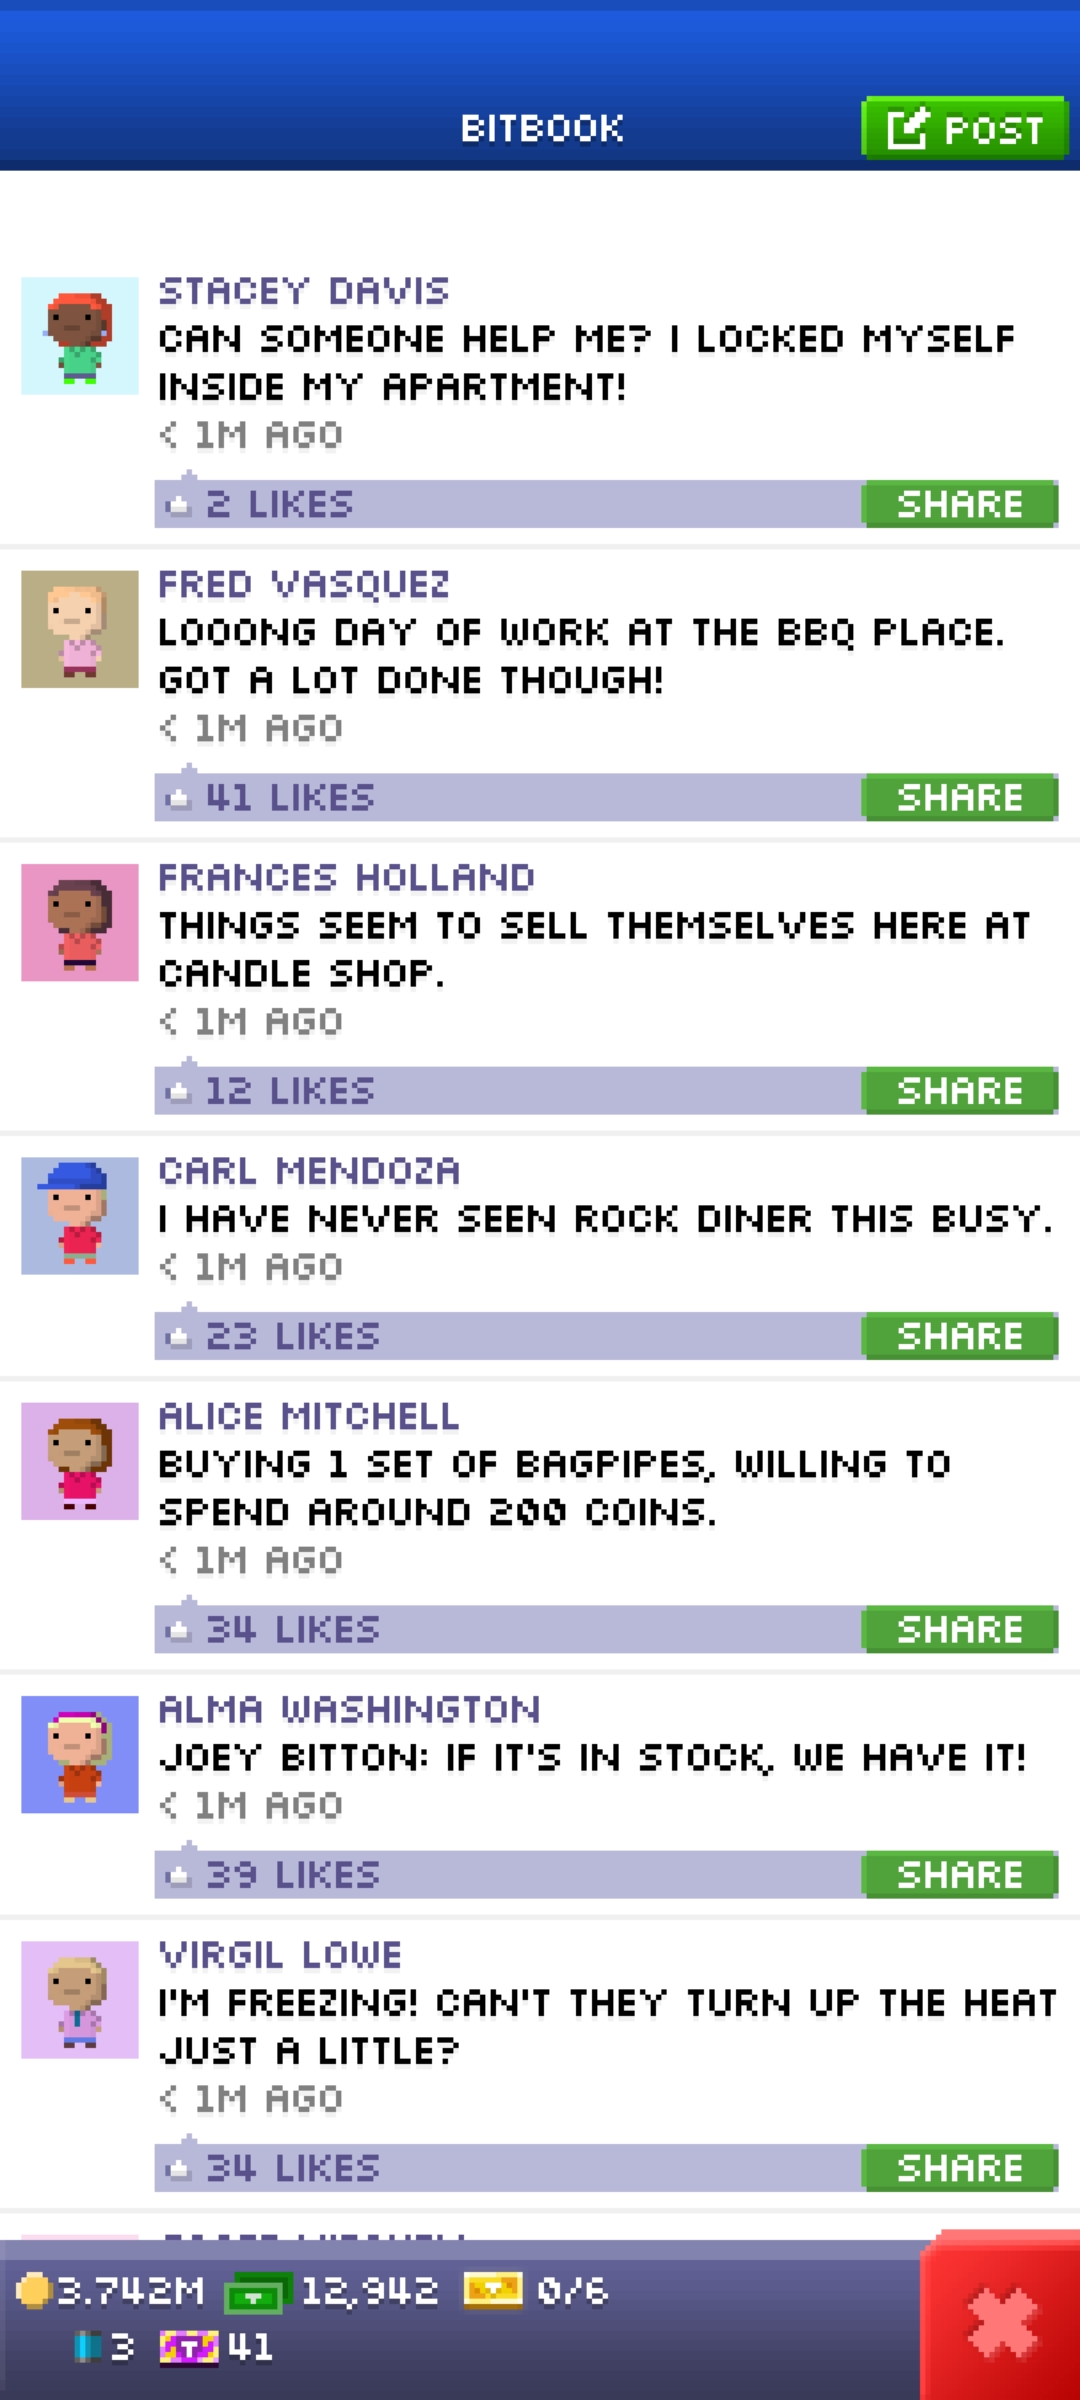 BITBOOK
POST
STACEY DAVIS
CAN SOMEONE HELP ME? I LOCKED MYSELF
INSIDE MY APARTMENT!
< 1M AGO
2 LIKES
SHARE
FRED VASQUEZ
LOOONG DAY OF WORK AT THE BBQ PLACE.
GOT A LOT DONE THOUGH!
< 1M AGO
41 LIKES
SHARE
FRANCES HOLLAND
THINGS SEEM TO SELL THEMSELVES HERE AT
CANDLE SHOP.
< 1M AGO
12 LIKES
SHARE
CARL MENDOZA
I HAVE NEVER SEEN ROCK DINER THIS BUSY.
< 1M AGO
23 LIKES
SHARE
ALICE MITCHELL
BUYING 1 SET OF BAGPIPES, WILLING TO
SPEND AROUND 200 COINS.
< 1M AGO
34 LIKES
SHARE
ALMA WASHINGTON
JOEY BITTON: IF IT'S IN STOCK, WE HAVE IT!
< 1M AGO
39 LIKES
SHARE
VIRGIL LOWE
I'M FREEZING! CAN'T THEY TURN UP THE HEAT
JUST A LITTLE?
< 1M AGO
34 LIKES
SHARE
3.742M 12,942 0/6
3 T 41